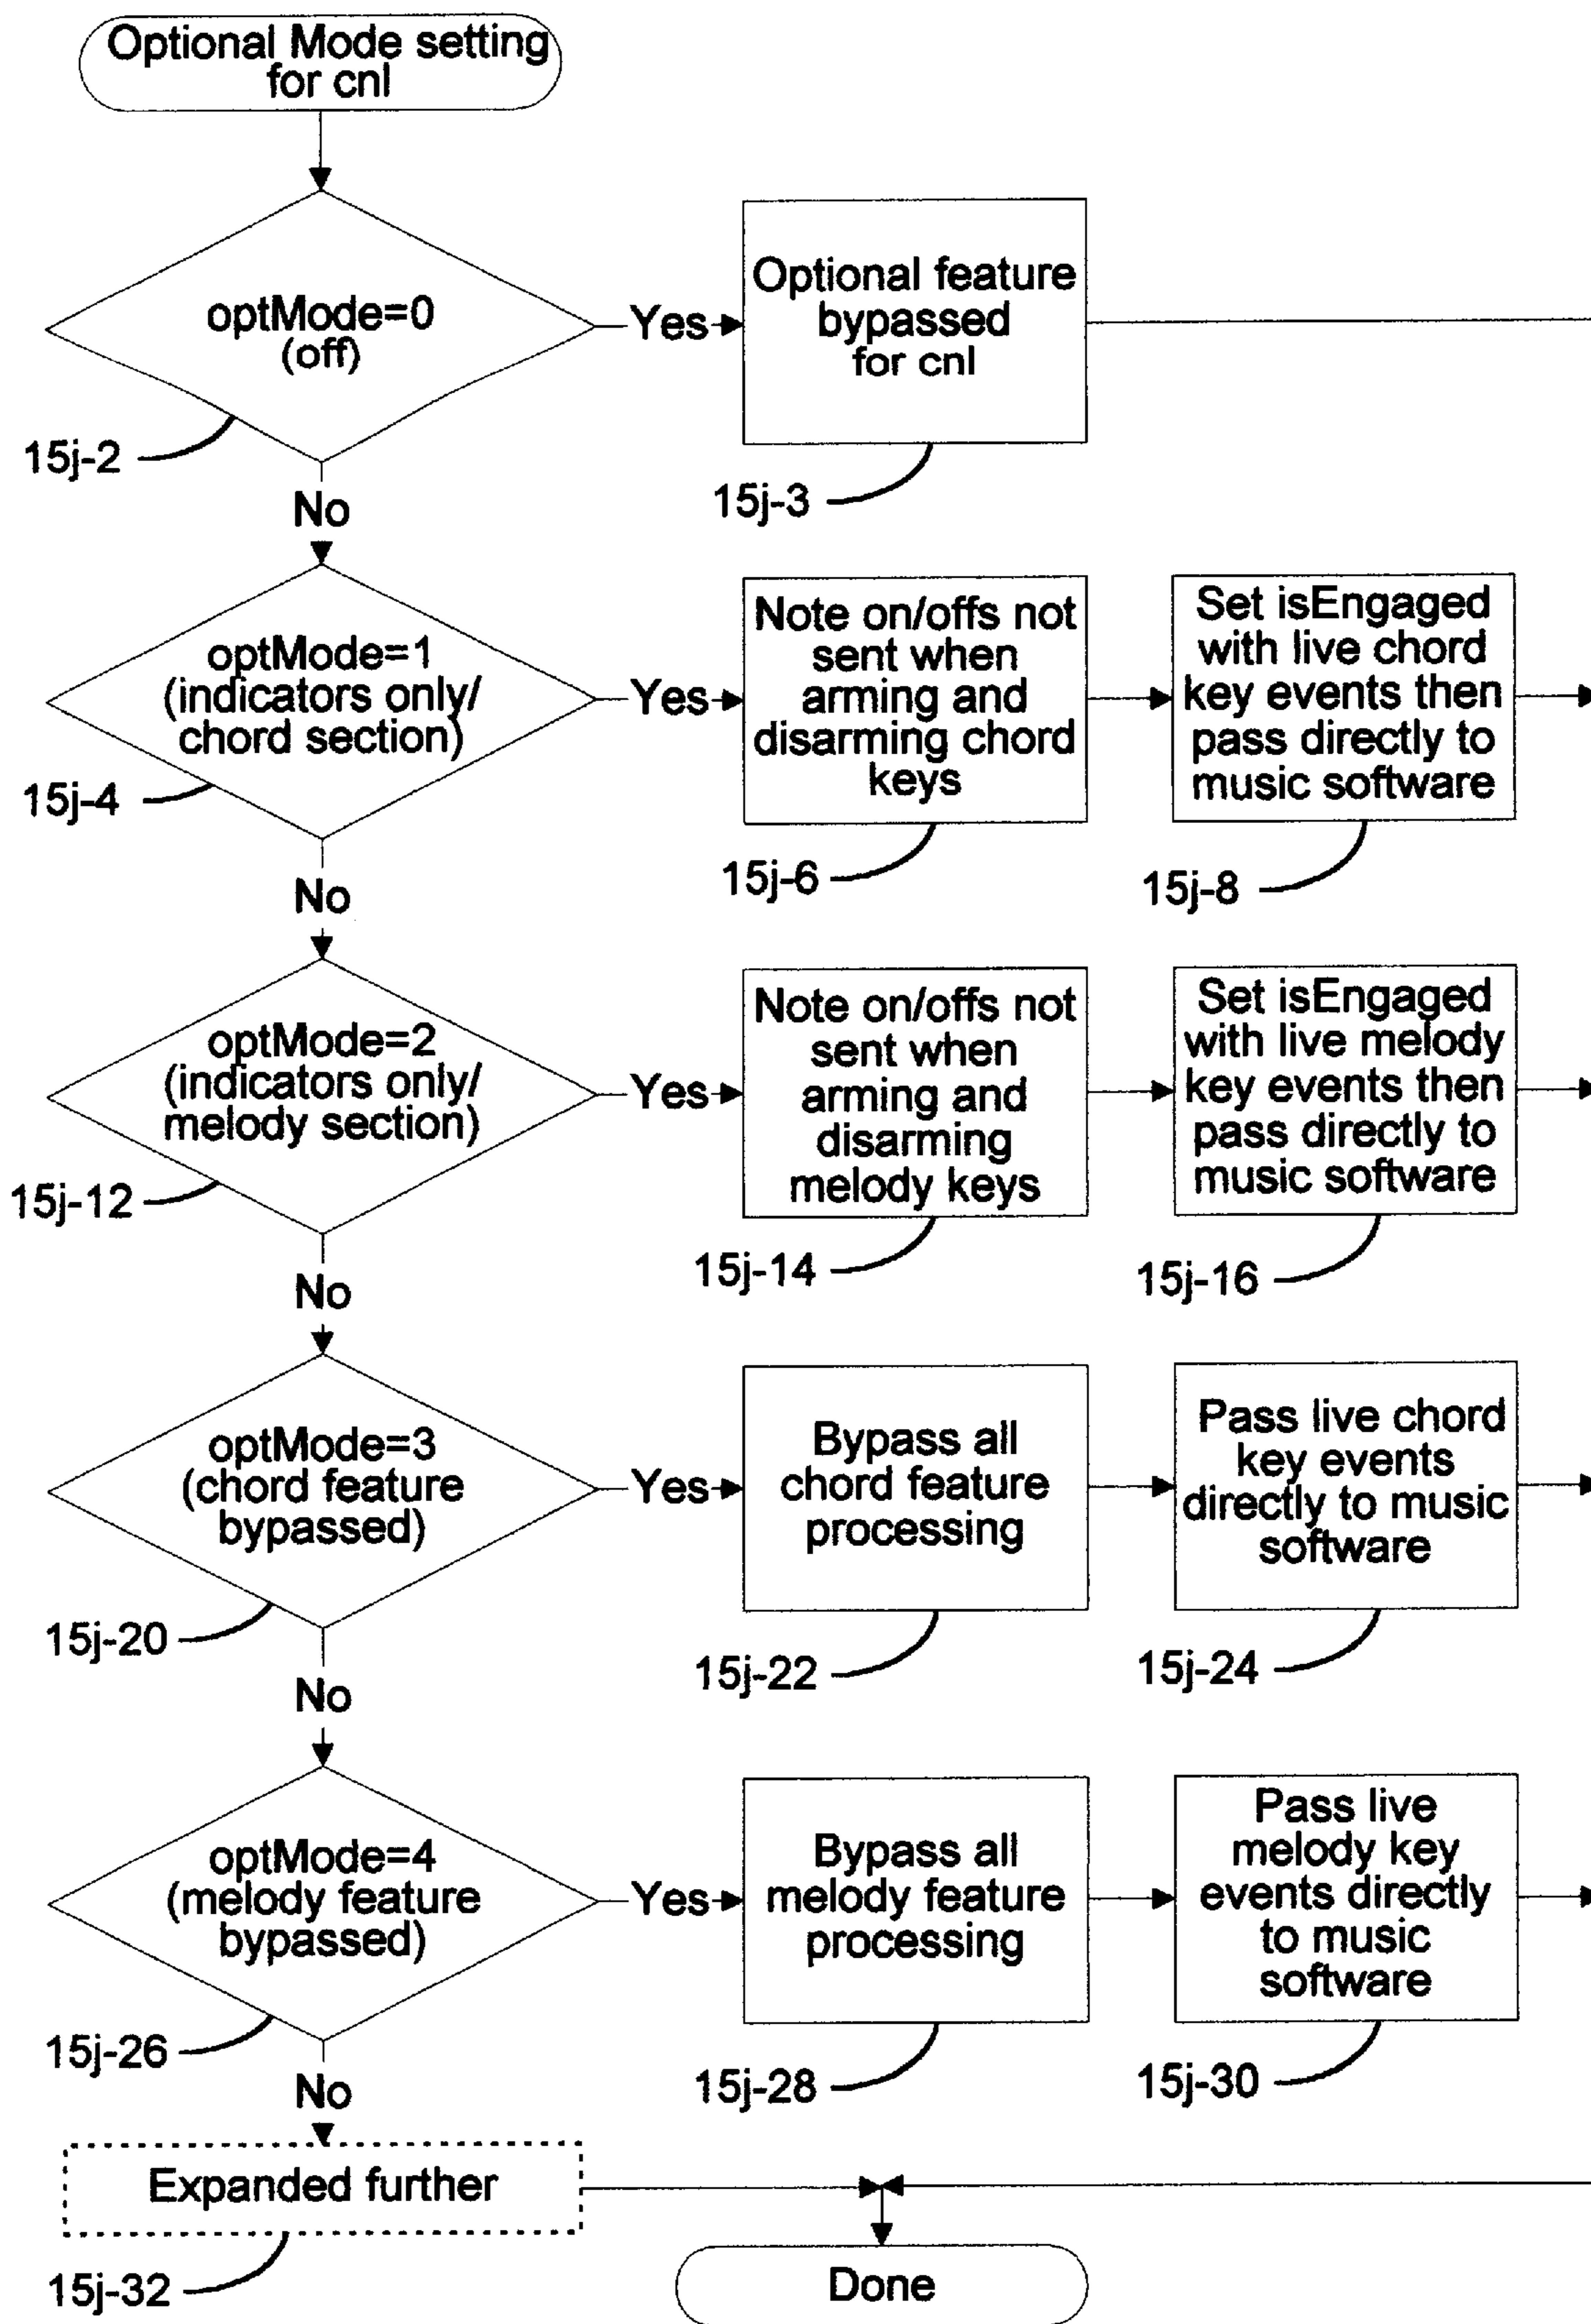 Optional Mode setting
for cnl
optMode=0
(off)
Yes
Optional feature
bypassed
for cnl
15j-2
15j-3
No
optMode=1
(indicators only/
chord section)
Yes
Note on/offs not
sent when
arming and
disarming chord
keys
Set isEngaged
with live chord
key events then
pass directly to
music software
15j-4
15j-6
15j-8
No
optMode=2
(indicators only/
melody section)
Yes
Note on/offs not
sent when
arming and
disarming
melody keys
Set isEngaged
with live melody
key events then
pass directly to
music software
15j-12
15j-14
15j-16
No
optMode=3
(chord feature
bypassed)
Yes
Bypass all
chord feature
processing
Pass live chord
key events
directly to music
software
15j-20
15j-22
15j-24
No
optMode=4
(melody feature
bypassed)
Yes
Bypass all
melody feature
processing
Pass live
melody key
events directly
to music
software
15j-26
15j-28
15j-30
No
Expanded further
15j-32
Done